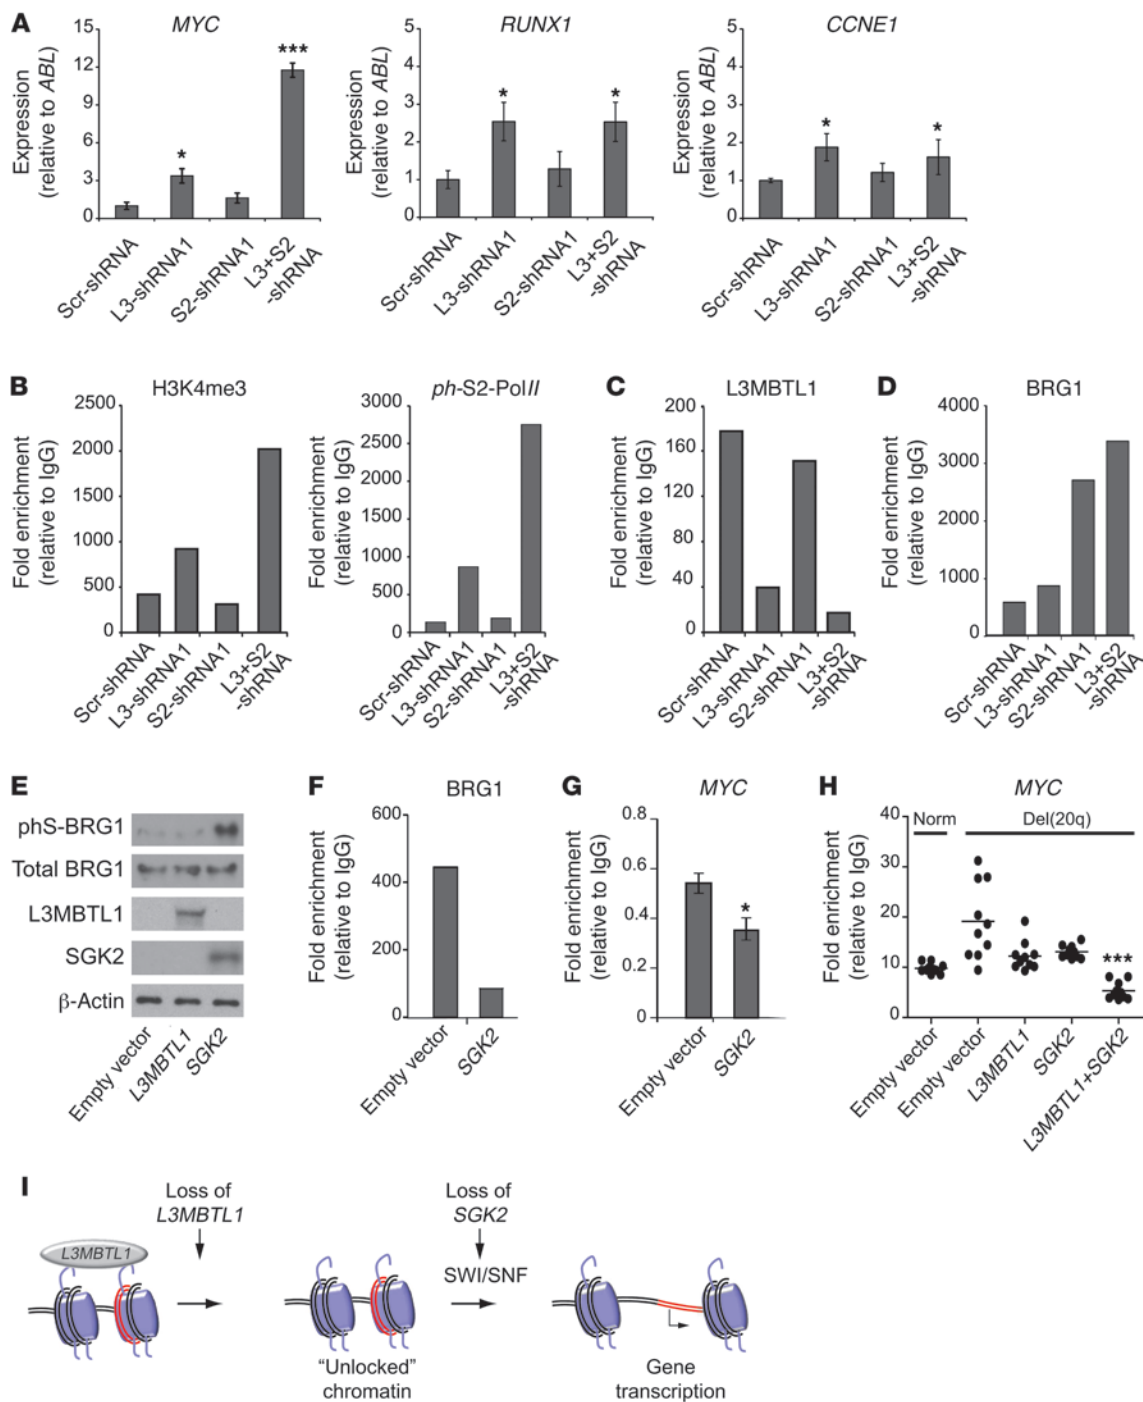 A
MYC
Expression
(relative to ABL)
15
12
9
6
3
0
*
***
Scr-shRNA
L3-shRNA1
S2-shRNA1
L3+S2
-shRNA
RUNX1
Expression
(relative to ABL)
5
4
3
2
1
0
*
*
Scr-shRNA
L3-shRNA1
S2-shRNA1
L3+S2
-shRNA
CCNE1
Expression
(relative to ABL)
5
4
3
2
1
0
*
*
Scr-shRNA
L3-shRNA1
S2-shRNA1
L3+S2
-shRNA
B
H3K4me3
Fold enrichment
(relative to IgG)
2500
2000
1500
1000
500
0
Scr-shRNA
L3-shRNA1
S2-shRNA1
L3+S2
-shRNA
ph-S2-PolII
Fold enrichment
(relative to IgG)
3000
2500
2000
1500
1000
500
0
Scr-shRNA
L3-shRNA1
S2-shRNA1
L3+S2
-shRNA
C
L3MBTL1
Fold enrichment
(relative to IgG)
200
160
120
80
40
0
Scr-shRNA
L3-shRNA1
S2-shRNA1
L3+S2
-shRNA
D
BRG1
Fold enrichment
(relative to IgG)
4000
3000
2000
1000
0
Scr-shRNA
L3-shRNA1
S2-shRNA1
L3+S2
-shRNA
E
phS-BRG1
Total BRG1
L3MBTL1
SGK2
β-Actin
Empty vector
L3MBTL1
SGK2
F
BRG1
Fold enrichment
(relative to IgG)
600
400
200
0
Empty vector
SGK2
G
MYC
Fold enrichment
(relative to IgG)
0.8
0.6
0.4
0.2
0
*
Empty vector
SGK2
H
MYC
Norm
Del(20q)
Fold enrichment
(relative to IgG)
40
30
20
10
0
***
Empty vector
Empty vector
L3MBTL1
SGK2
L3MBTL1+SGK2
I
L3MBTL1
Loss of
L3MBTL1
"Unlocked"
chromatin
Loss of
SGK2
SWI/SNF
Gene
transcription